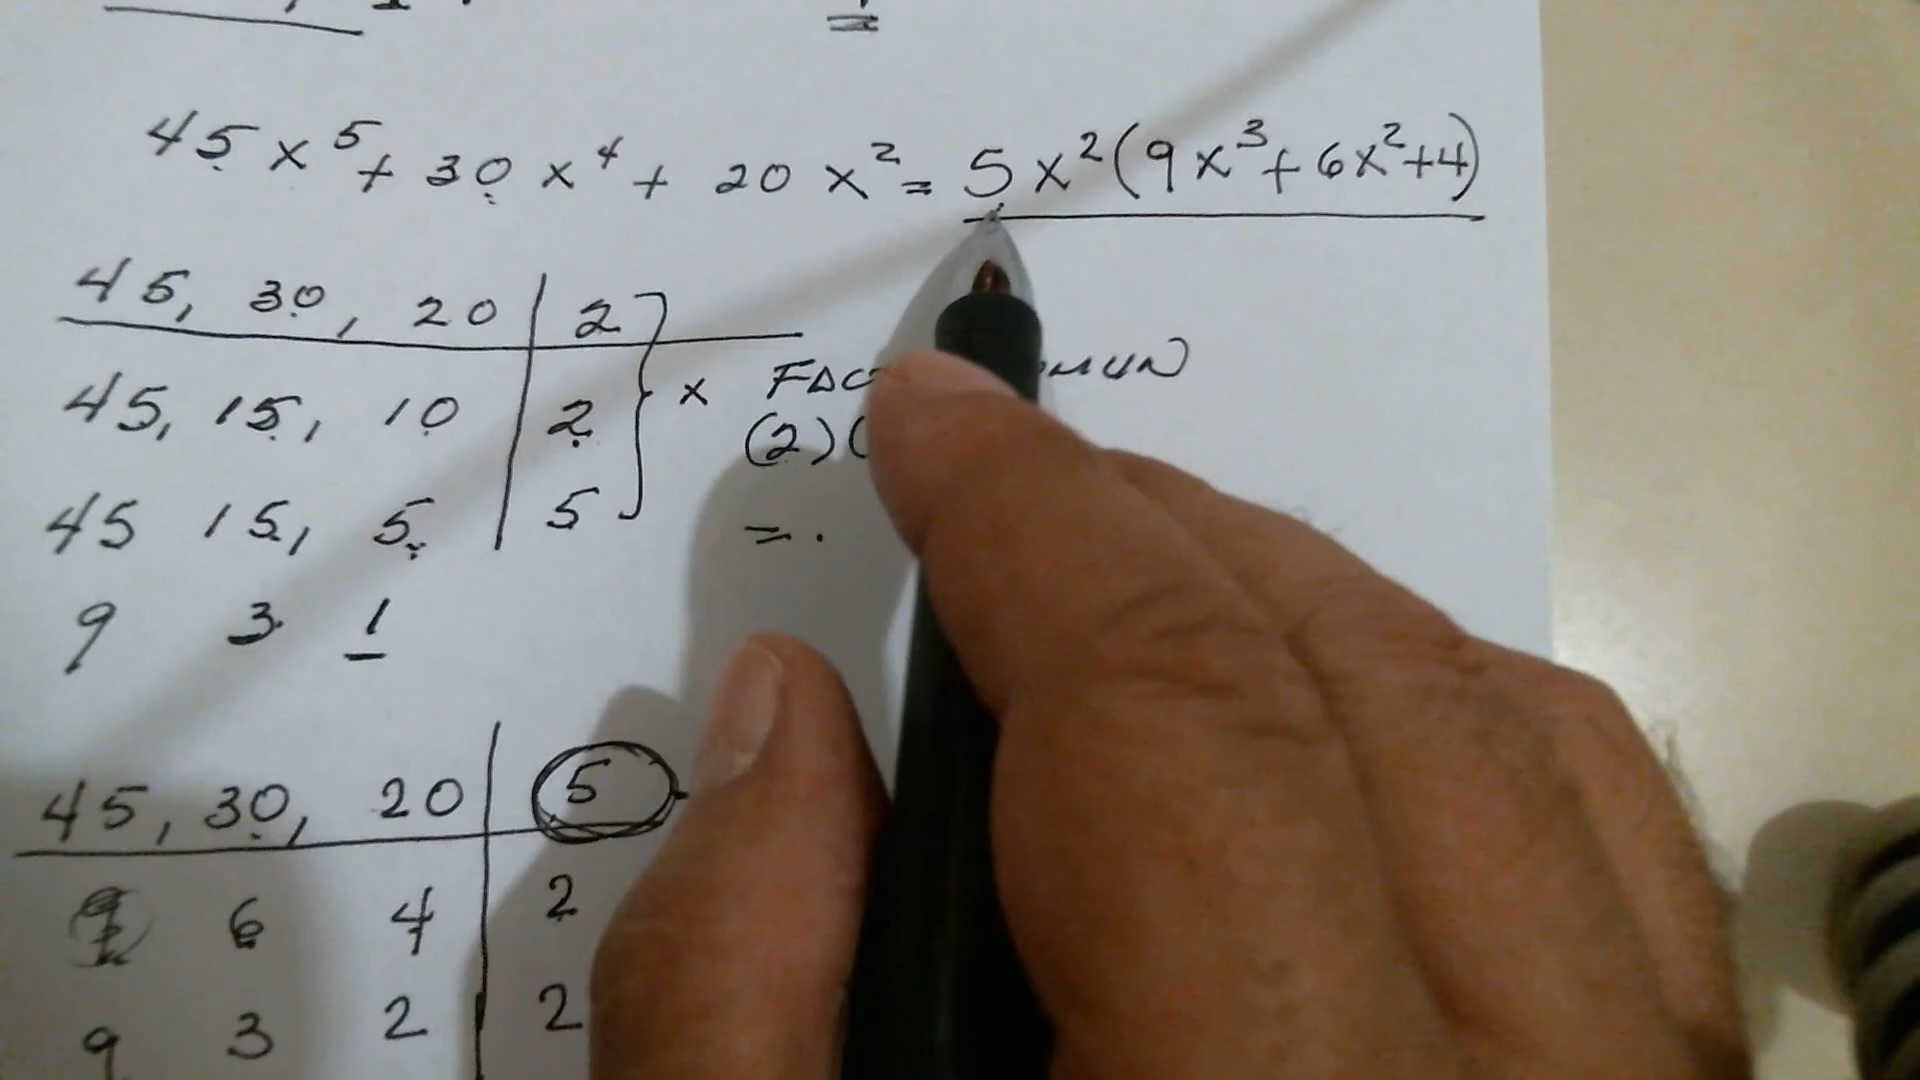 45x⁵ + 30x⁴ + 20x² = 5x²(9x³+6x²+4)
45, 30, 20 | 2
45, 15, 10 | 2
45 15, 5 | 5
9 3 1
x
(2)(
= .
45, 30, 20 | 5
9 6 4 | 2
9 3 2 | 2